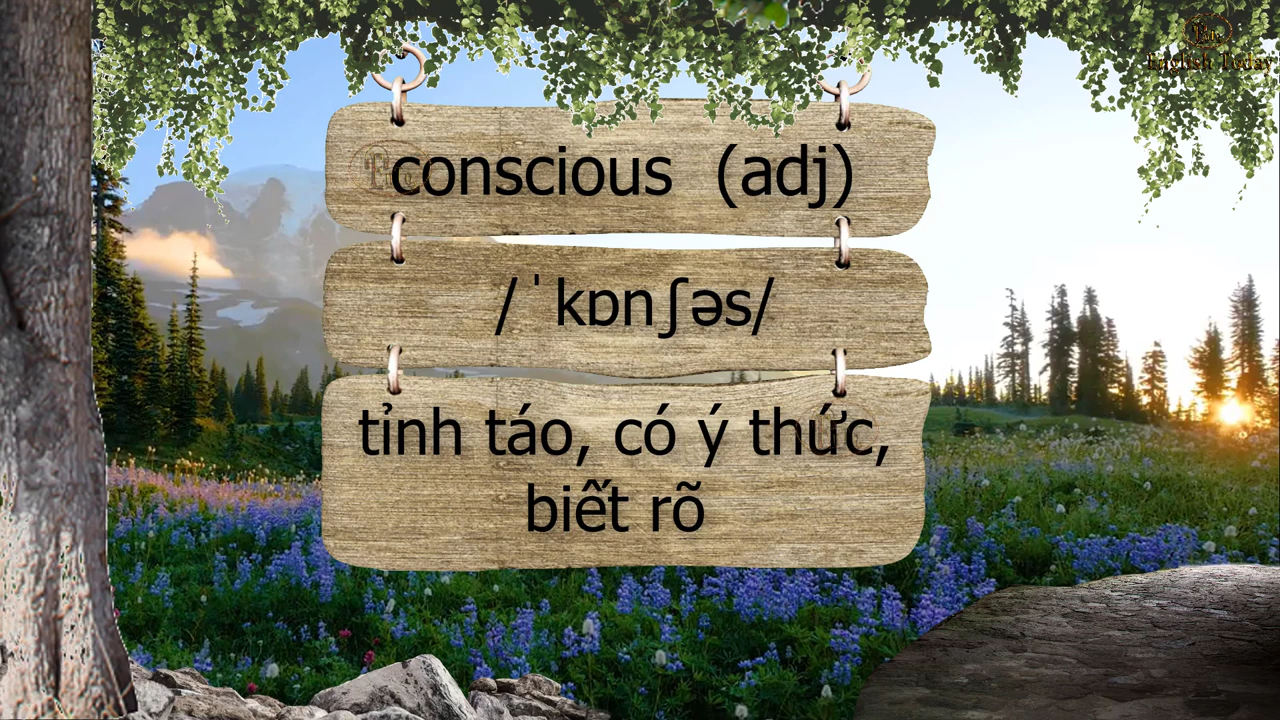 English Today
conscious (adj)
/ˈkɒnʃəs/
tỉnh táo, có ý thức,
biết rõ